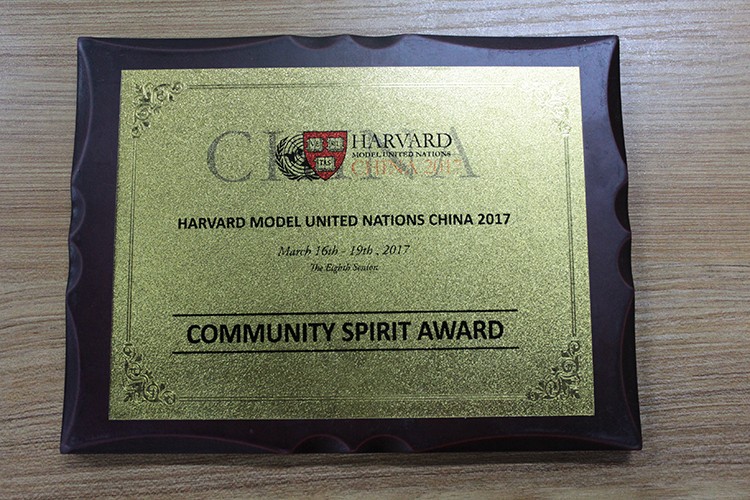 CHINA
HARVARD
MODEL UNITED NATIONS
CHINA 2017
HARVARD MODEL UNITED NATIONS CHINA 2017
March 16th - 19th , 2017
The Eighth Session
COMMUNITY SPIRIT AWARD